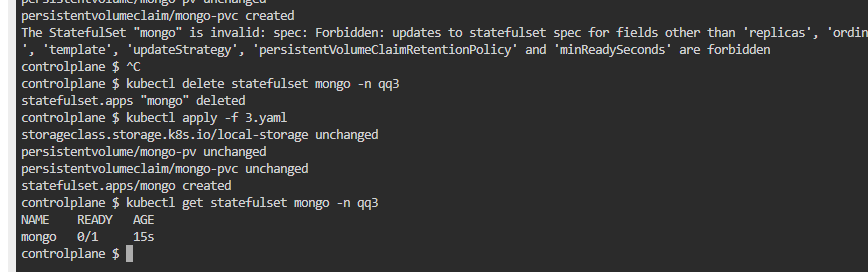 persistentvolume/mongo-pv unchanged
persistentvolumeclaim/mongo-pvc created
The StatefulSet "mongo" is invalid: spec: Forbidden: updates to statefulset spec for fields other than 'replicas', 'ordin
', 'template', 'updateStrategy', 'persistentVolumeClaimRetentionPolicy' and 'minReadySeconds' are forbidden
controlplane $ ^C
controlplane $ kubectl delete statefulset mongo -n qq3
statefulset.apps "mongo" deleted
controlplane $ kubectl apply -f 3.yaml
storageclass.storage.k8s.io/local-storage unchanged
persistentvolume/mongo-pv unchanged
persistentvolumeclaim/mongo-pvc unchanged
statefulset.apps/mongo created
controlplane $ kubectl get statefulset mongo -n qq3
NAME READY AGE
mongo 0/1 15s
controlplane $